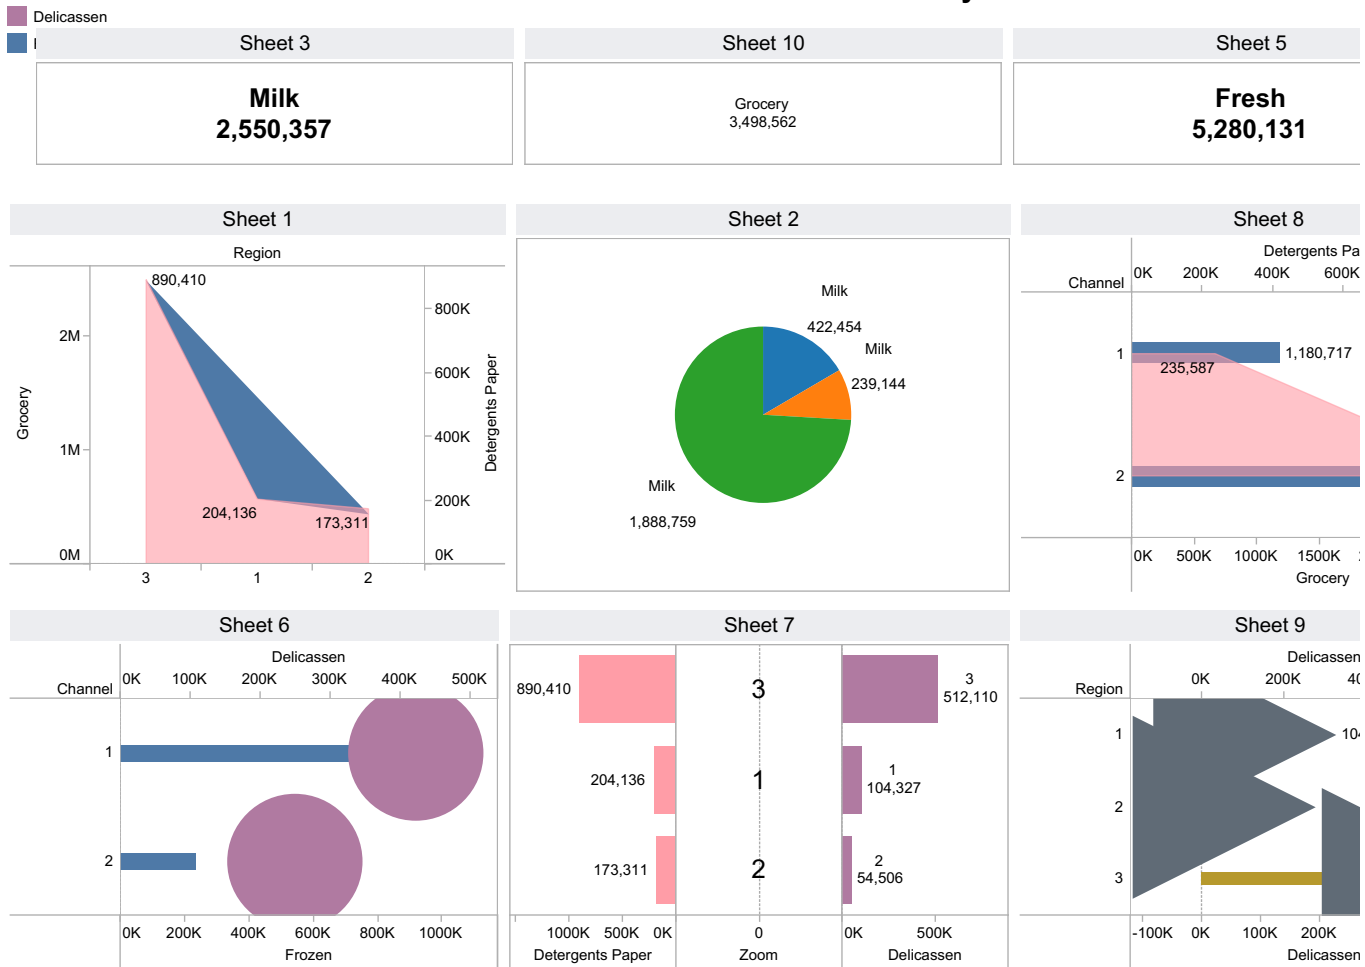 Delicassen
Sheet 3
Sheet 10
Sheet 5
Milk
2,550,357
Grocery
3,498,562
Fresh
5,280,131
Sheet 1
Sheet 2
Sheet 8
Region
890,410
2M
1M
0M
Grocery
800K
600K
400K
200K
0K
Detergents Paper
204,136
173,311
3
1
2
Milk
422,454
Milk
239,144
Milk
1,888,759
Detergents Pa
Channel
0K 200K 400K 600K
1
1,180,717
235,587
2
0K 500K 1000K 1500K
Grocery
Sheet 6
Sheet 7
Sheet 9
Delicassen
Channel
0K 100K 200K 300K 400K 500K
1
2
0K 200K 400K 600K 800K 1000K
Frozen
890,410
3
3
512,110
204,136
1
1
104,327
173,311
2
2
54,506
1000K 500K 0K
0
0K 500K
Detergents Paper
Zoom
Delicassen
Delicassen
Region
0K 200K 40
1
104
2
3
-100K 0K 100K 200K
Delicassen